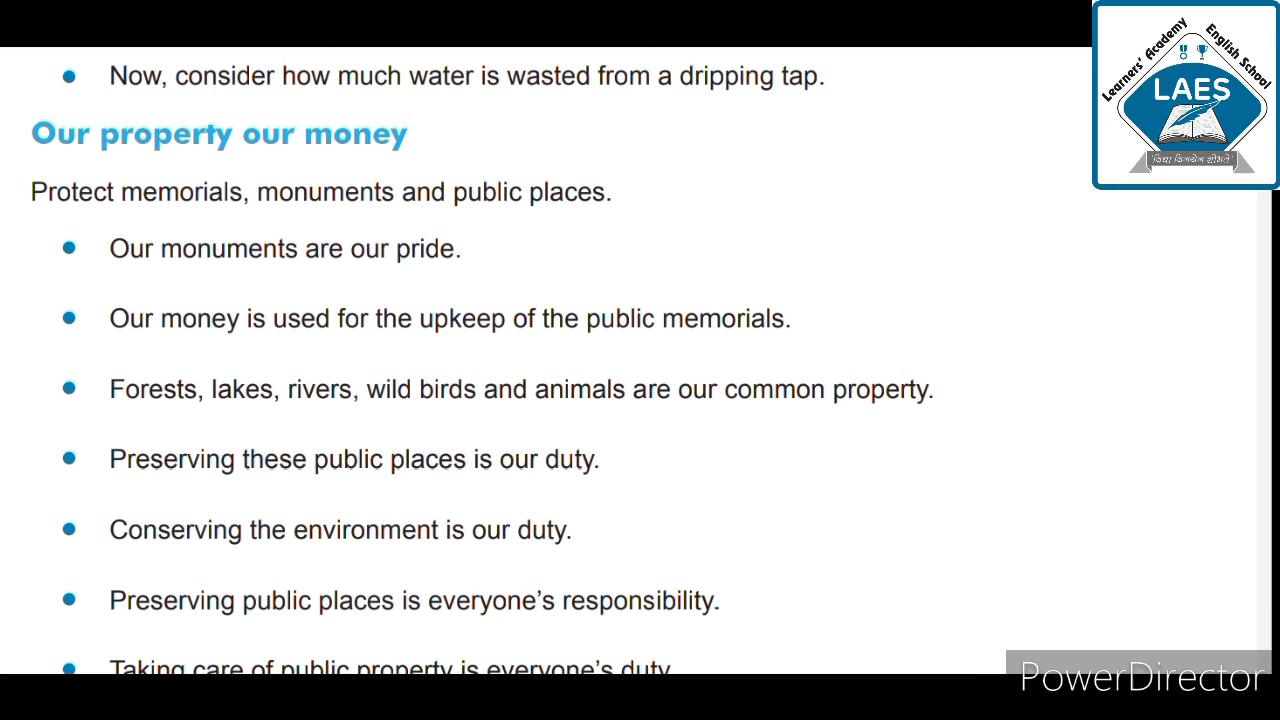 Now, consider how much water is wasted from a dripping tap.
Our property our money
Protect memorials, monuments and public places.
Our monuments are our pride.
Our money is used for the upkeep of the public memorials.
Forests, lakes, rivers, wild birds and animals are our common property.
Preserving these public places is our duty.
Conserving the environment is our duty.
Preserving public places is everyone's responsibility.
Taking care of public property is everyone's duty
Learners' Academy English School
LAES
PowerDirector